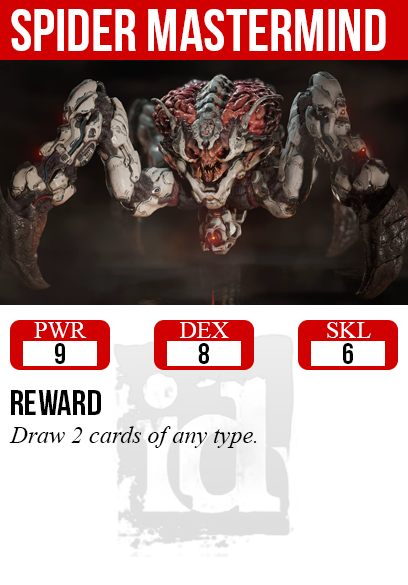 SPIDER MASTERMIND
PWR DEX SKL
9 8 6
REWARD
Draw 2 cards of any type.
id